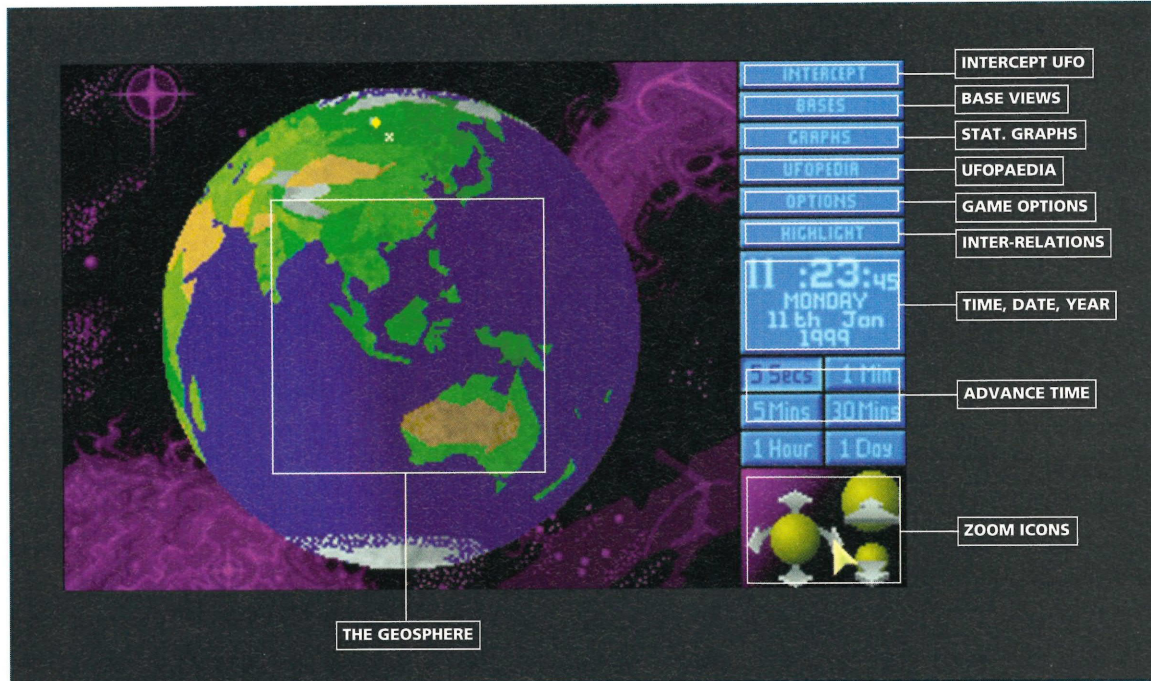 INTERCEPT
INTERCEPT UFO
BASES
BASE VIEWS
GRAPHS
STAT. GRAPHS
UFOPEDIA
UFOPAEDIA
OPTIONS
GAME OPTIONS
HIGHLIGHT
INTER-RELATIONS
11 :23:45
MONDAY
11th Jan
1999
TIME, DATE, YEAR
5 Secs 1 Min
5 Mins 30 Mins
ADVANCE TIME
1 Hour 1 Day
ZOOM ICONS
THE GEOSPHERE